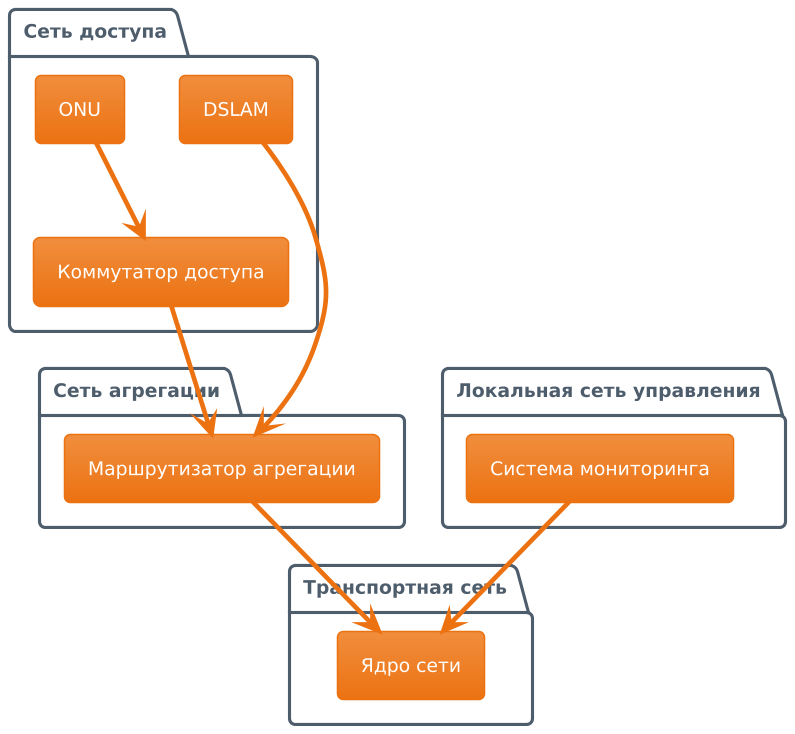 Сеть доступа
ONU
DSLAM
Коммутатор доступа
Сеть агрегации
Локальная сеть управления
Маршрутизатор агрегации
Система мониторинга
Транспортная сеть
Ядро сети